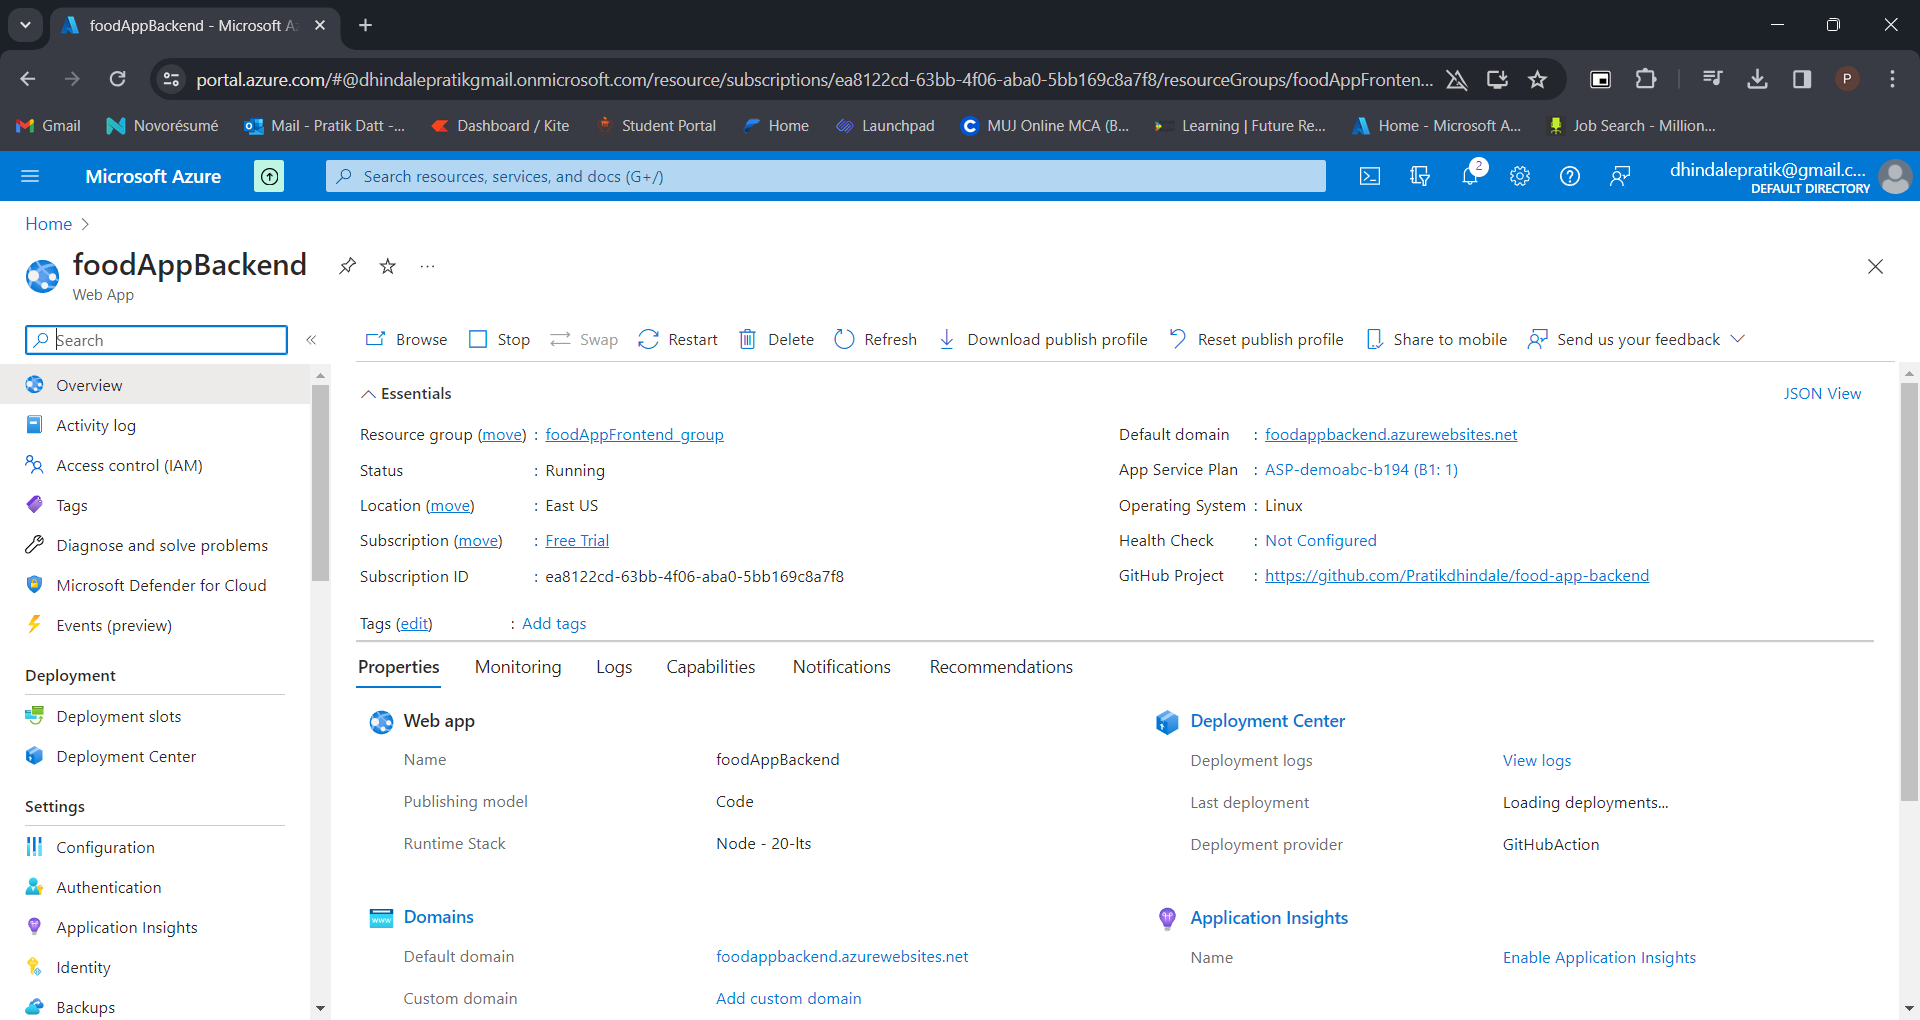 foodAppBackend - Microsoft Az
portal.azure.com/#@dhindalepratikgmail.onmicrosoft.com/resource/subscriptions/ea8122cd-63bb-4f06-aba0-5bb169c8a7f8/resourceGroups/foodAppFronten...
P
Gmail Novorésumé Mail - Pratik Datt -... Dashboard / Kite Student Portal Home Launchpad MUJ Online MCA (B... Learning | Future Re... Home - Microsoft A... Job Search - Million...
Microsoft Azure Search resources, services, and docs (G+/) 2 dhindalepratik@gmail.c...
DEFAULT DIRECTORY
Home
foodAppBackend ...
Web App
Search « Browse Stop Swap Restart Delete Refresh Download publish profile Reset publish profile Share to mobile Send us your feedback
Overview
Activity log
Access control (IAM)
Tags
Diagnose and solve problems
Microsoft Defender for Cloud
Events (preview)
Deployment
Deployment slots
Deployment Center
Settings
Configuration
Authentication
Application Insights
Identity
Backups
Essentials JSON View
Resource group (move) : foodAppFrontend_group
Status : Running
Location (move) : East US
Subscription (move) : Free Trial
Subscription ID : ea8122cd-63bb-4f06-aba0-5bb169c8a7f8
Default domain : foodappbackend.azurewebsites.net
App Service Plan : ASP-demoabc-b194 (B1: 1)
Operating System : Linux
Health Check : Not Configured
GitHub Project : https://github.com/Pratikdhindale/food-app-backend
Tags (edit) : Add tags
Properties Monitoring Logs Capabilities Notifications Recommendations
Web app
Name foodAppBackend
Publishing model Code
Runtime Stack Node - 20-lts
Deployment Center
Deployment logs View logs
Last deployment Loading deployments...
Deployment provider GitHubAction
www Domains
Default domain foodappbackend.azurewebsites.net
Custom domain Add custom domain
Application Insights
Name Enable Application Insights